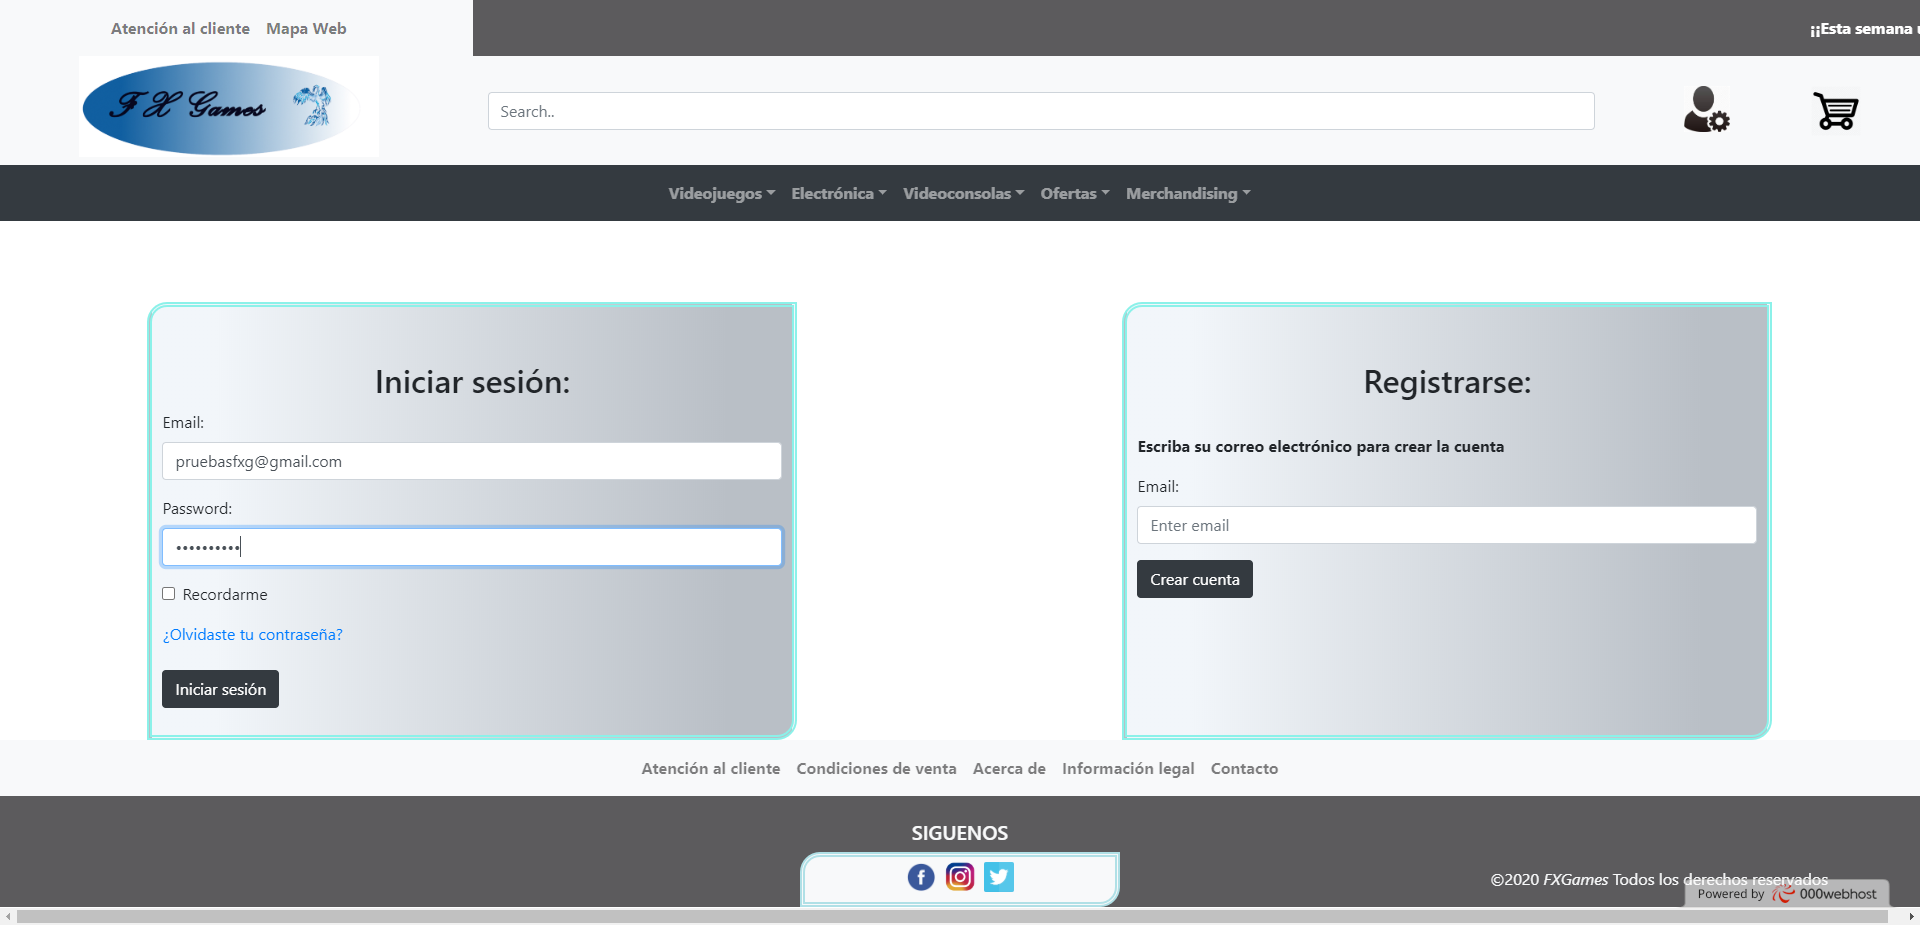 Atención al cliente Mapa Web
¡¡Esta semana
F X Games
Search..
Videojuegos Electrónica Videoconsolas Ofertas Merchandising
Iniciar sesión:
Email:
pruebasfxg@gmail.com
Password:
••••••••••
Recordarme
¿Olvidaste tu contraseña?
Iniciar sesión
Registrarse:
Escriba su correo electrónico para crear la cuenta
Email:
Enter email
Crear cuenta
Atención al cliente Condiciones de venta Acerca de Información legal Contacto
SIGUENOS
©2020 FXGames Todos los derechos reservados
Powered by 000webhost